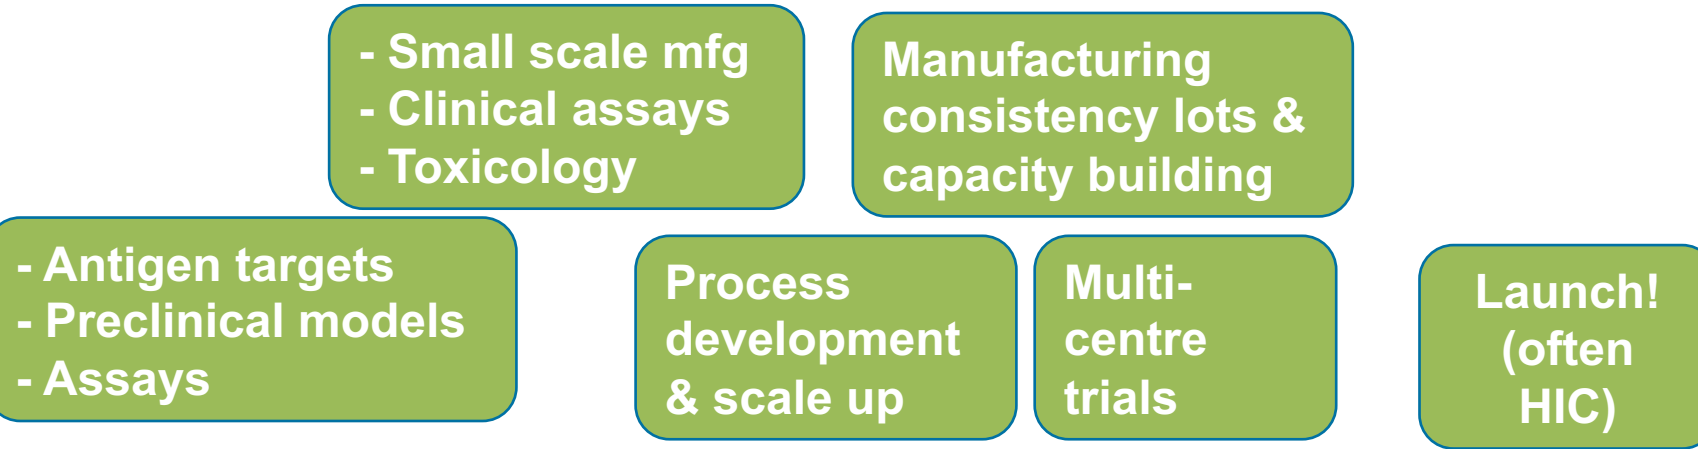 - Small scale mfg
- Clinical assays
- Toxicology
Manufacturing
consistency lots &
capacity building
- Antigen targets
- Preclinical models
- Assays
Process
development
& scale up
Multi-
centre
trials
Launch!
(often
HIC)